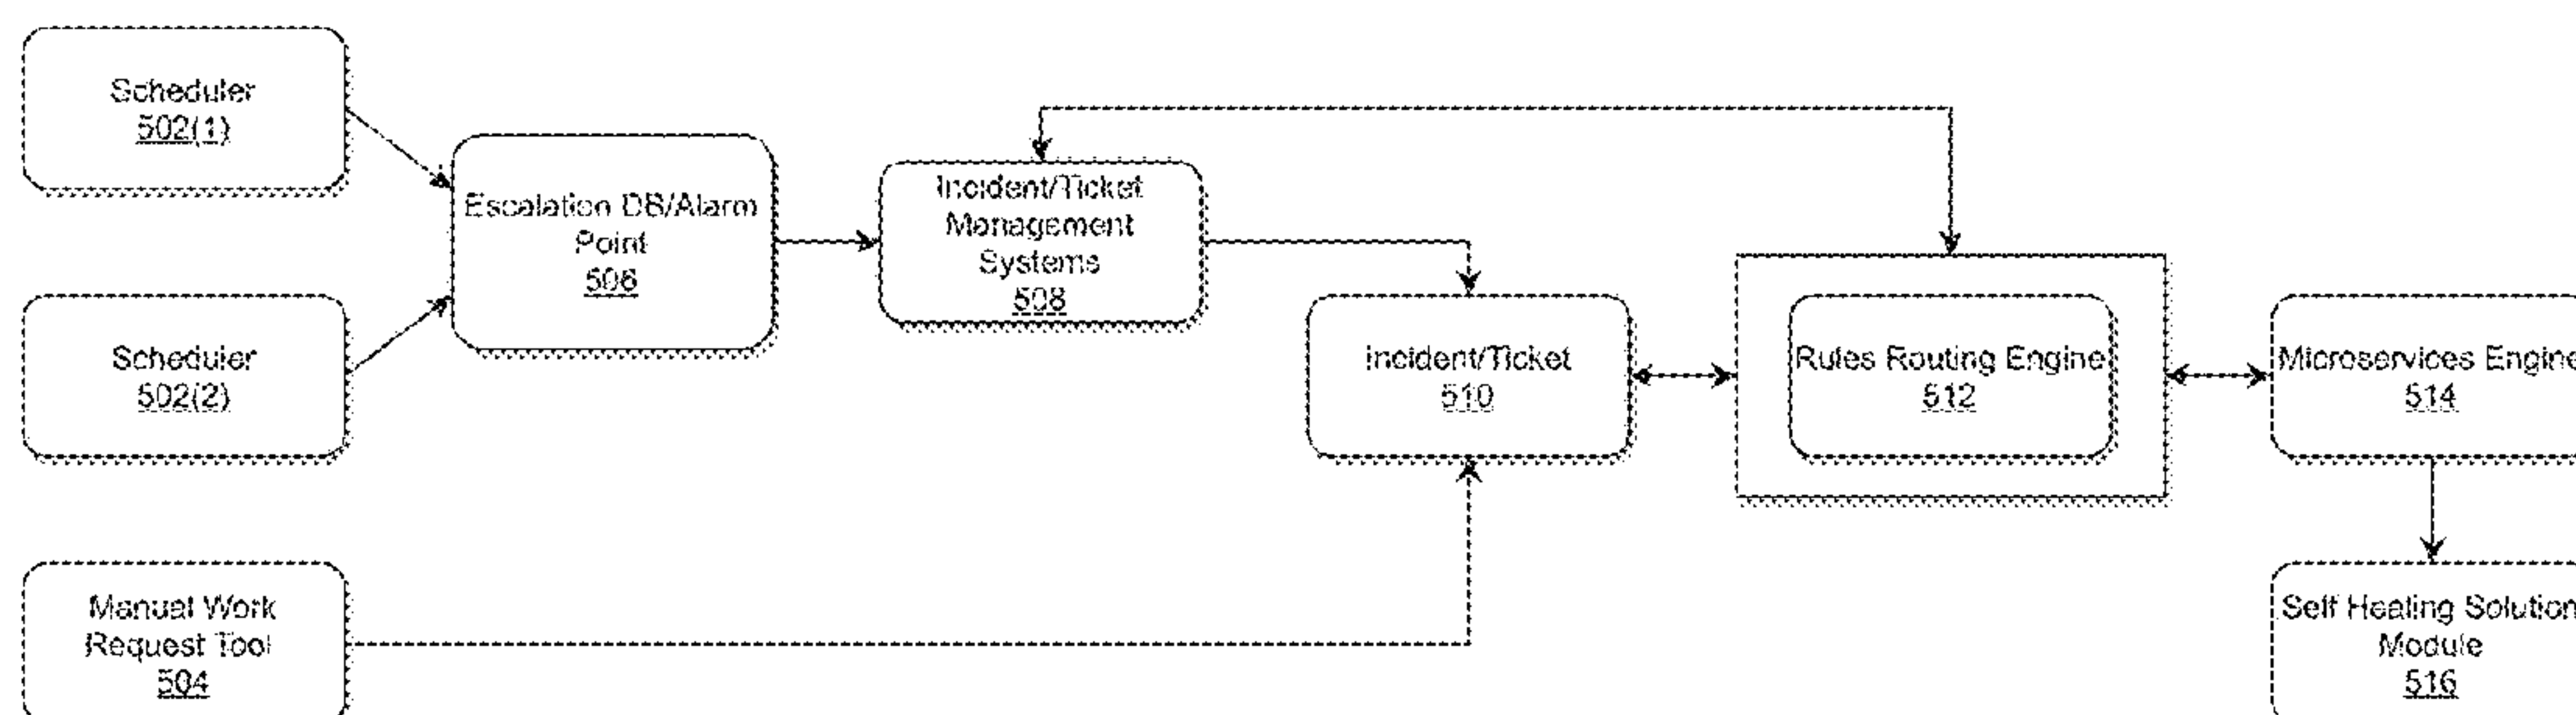 Scheduler
502(1)
Escalation DB/Alarm
Point
506
Incident/Ticket
Management
Systems
508
Scheduler
502(2)
Incident/Ticket
510
Rules Routing Engine
512
Microservices Engine
514
Manual Work
Request Tool
504
Self Healing Solution
Module
516